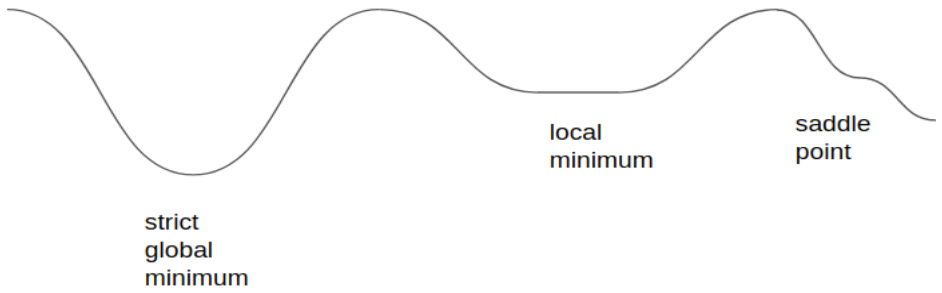 strict
global
minimum
local
minimum
saddle
point